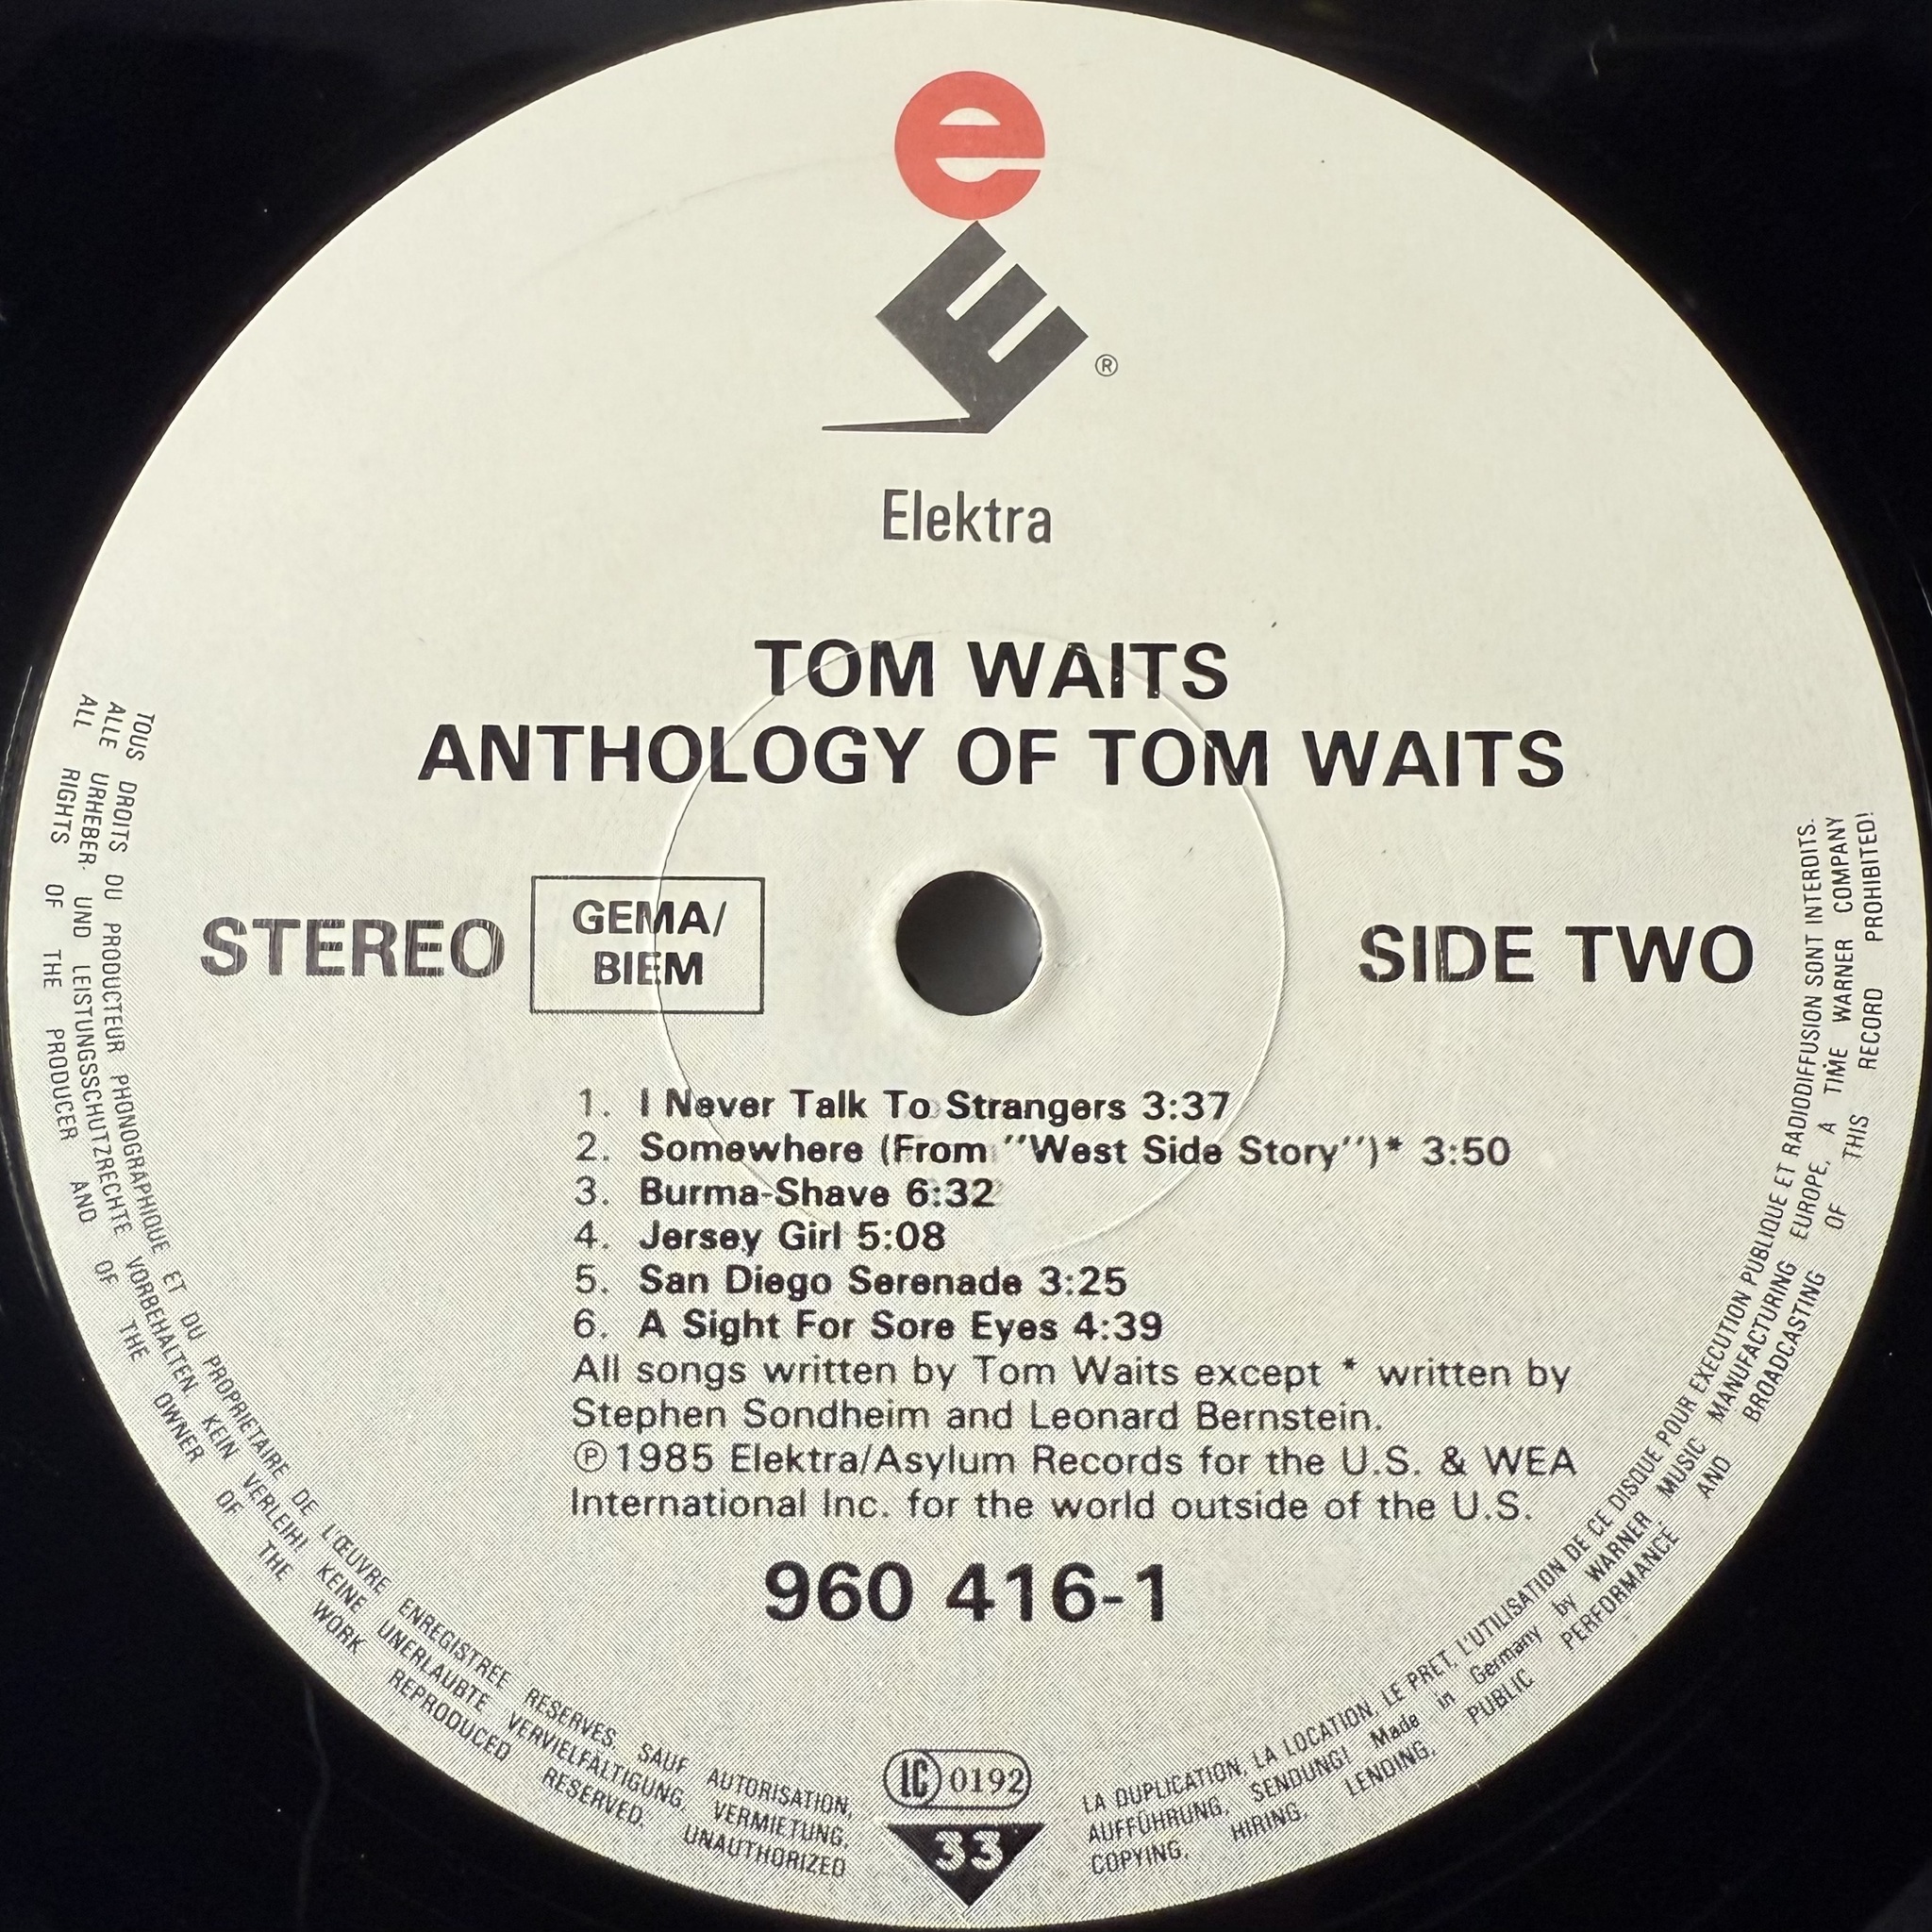 e
E ®
Elektra
TOM WAITS
ANTHOLOGY OF TOM WAITS
STEREO
GEMA/
BIEM
SIDE TWO
1. I Never Talk To Strangers 3:37
2. Somewhere (From "West Side Story")* 3:50
3. Burma-Shave 6:32
4. Jersey Girl 5:08
5. San Diego Serenade 3:25
6. A Sight For Sore Eyes 4:39
All songs written by Tom Waits except * written by
Stephen Sondheim and Leonard Bernstein.
℗1985 Elektra/Asylum Records for the U.S. & WEA
International Inc. for the world outside of the U.S.
960 416-1
LC 0192
33
TOUS DROITS DU PRODUCTEUR PHONOGRAPHIQUE ET DU PROPRIETAIRE DE L'ŒUVRE ENREGISTREE RESERVES. SAUF AUTORISATION, LA DUPLICATION, LA LOCATION, LE PRET, L'UTILISATION DE CE DISQUE POUR EXECUTION PUBLIQUE ET RADIODIFFUSION SONT INTERDITS.
ALLE URHEBER- UND LEISTUNGSSCHUTZRECHTE VORBEHALTEN KEIN VERLEIH! KEINE UNERLAUBTE VERVIELFÄLTIGUNG, VERMIETUNG, AUFFÜHRUNG, SENDUNG! Made in Germany by WARNER MUSIC MANUFACTURING EUROPE, A TIME WARNER COMPANY
ALL RIGHTS OF THE PRODUCER AND OF THE OWNER OF THE WORK REPRODUCED RESERVED. UNAUTHORIZED COPYING, HIRING, LENDING, PUBLIC PERFORMANCE AND BROADCASTING OF THIS RECORD PROHIBITED!